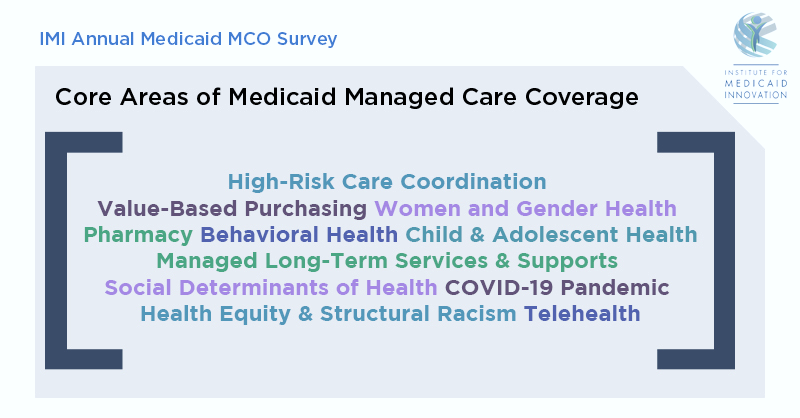 IMI Annual Medicaid MCO Survey
INSTITUTE FOR
MEDICAID
INNOVATION
Core Areas of Medicaid Managed Care Coverage
High-Risk Care Coordination
Value-Based Purchasing Women and Gender Health
Pharmacy Behavioral Health Child & Adolescent Health
Managed Long-Term Services & Supports
Social Determinants of Health COVID-19 Pandemic
Health Equity & Structural Racism Telehealth